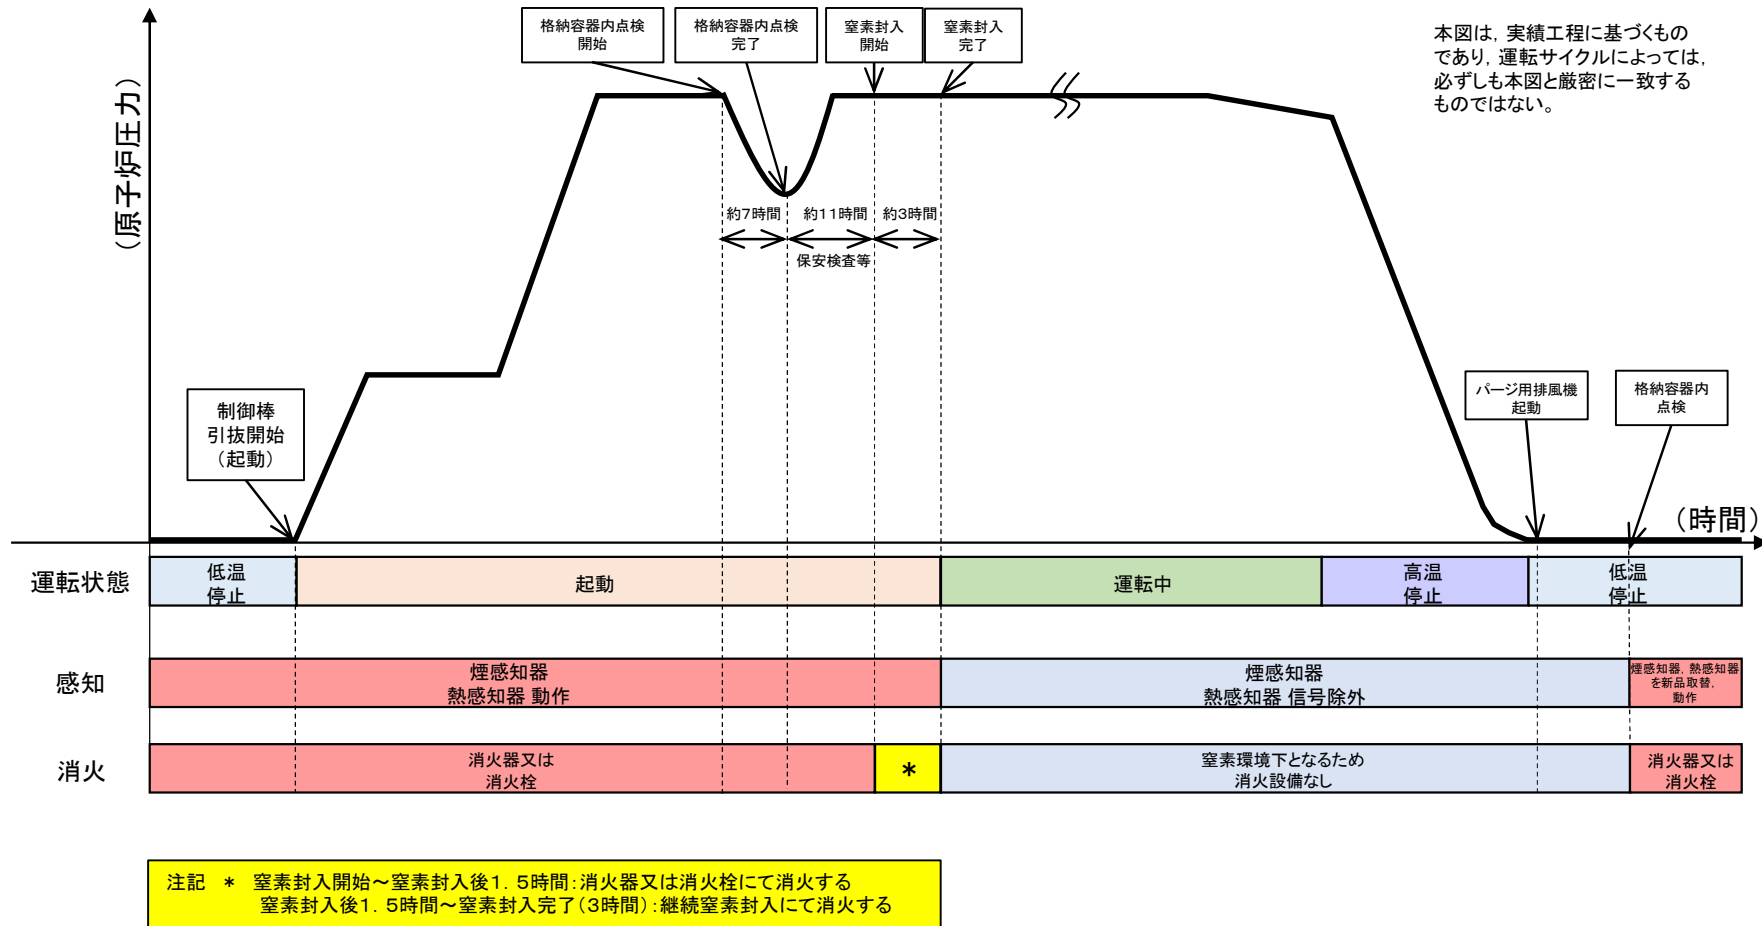 格納容器内点検
開始
格納容器内点検
完了
窒素封入
開始
窒素封入
完了
本図は，実績工程に基づくもの
であり，運転サイクルによっては，
必ずしも本図と厳密に一致する
ものではない。
（原子炉圧力）
約7時間
約11時間
約3時間
保安検査等
制御棒
引抜開始
（起動）
パージ用排風機
起動
格納容器内
点検
（時間）
運転状態
低温
停止
起動
運転中
高温
停止
低温
停止
感知
煙感知器
熱感知器 動作
煙感知器
熱感知器 信号除外
煙感知器，熱感知器
を新品取替，
動作
消火
消火器又は
消火栓
*
窒素環境下となるため
消火設備なし
消火器又は
消火栓
注記 * 窒素封入開始～窒素封入後1．5時間：消火器又は消火栓にて消火する
窒素封入後1．5時間～窒素封入完了（3時間）：継続窒素封入にて消火する